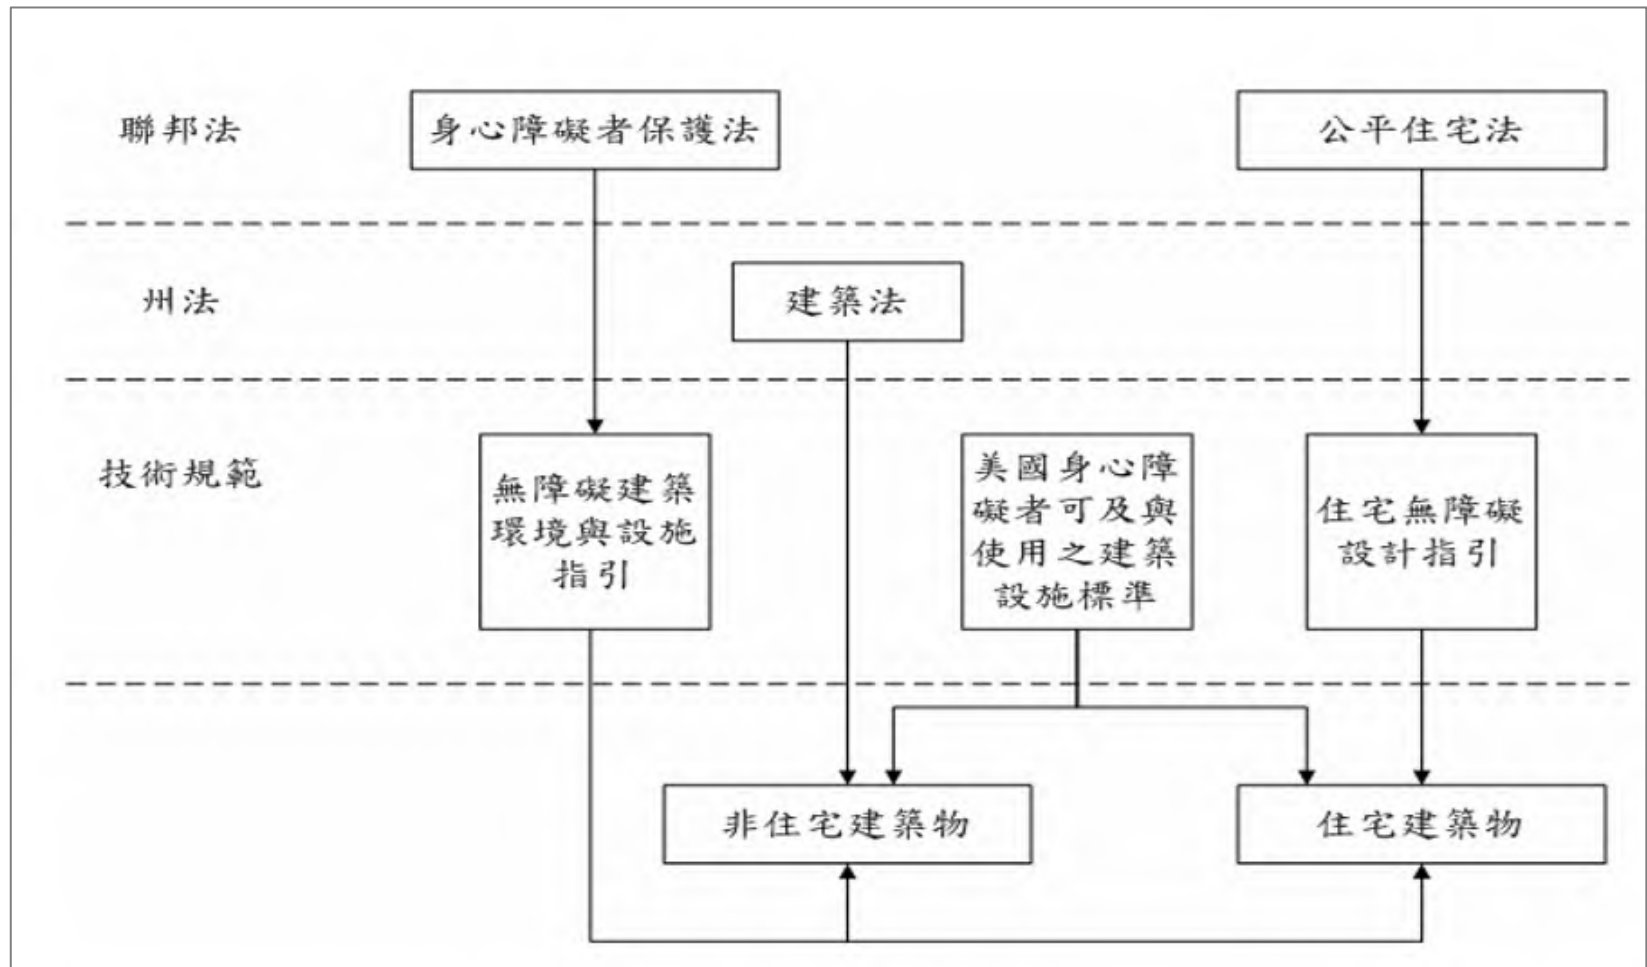 聯邦法
身心障礙者保護法
公平住宅法
州法
建築法
技術規範
無障礙建築
環境與設施
指引
美國身心障
礙者可及與
使用之建築
設施標準
住宅無障礙
設計指引
非住宅建築物
住宅建築物